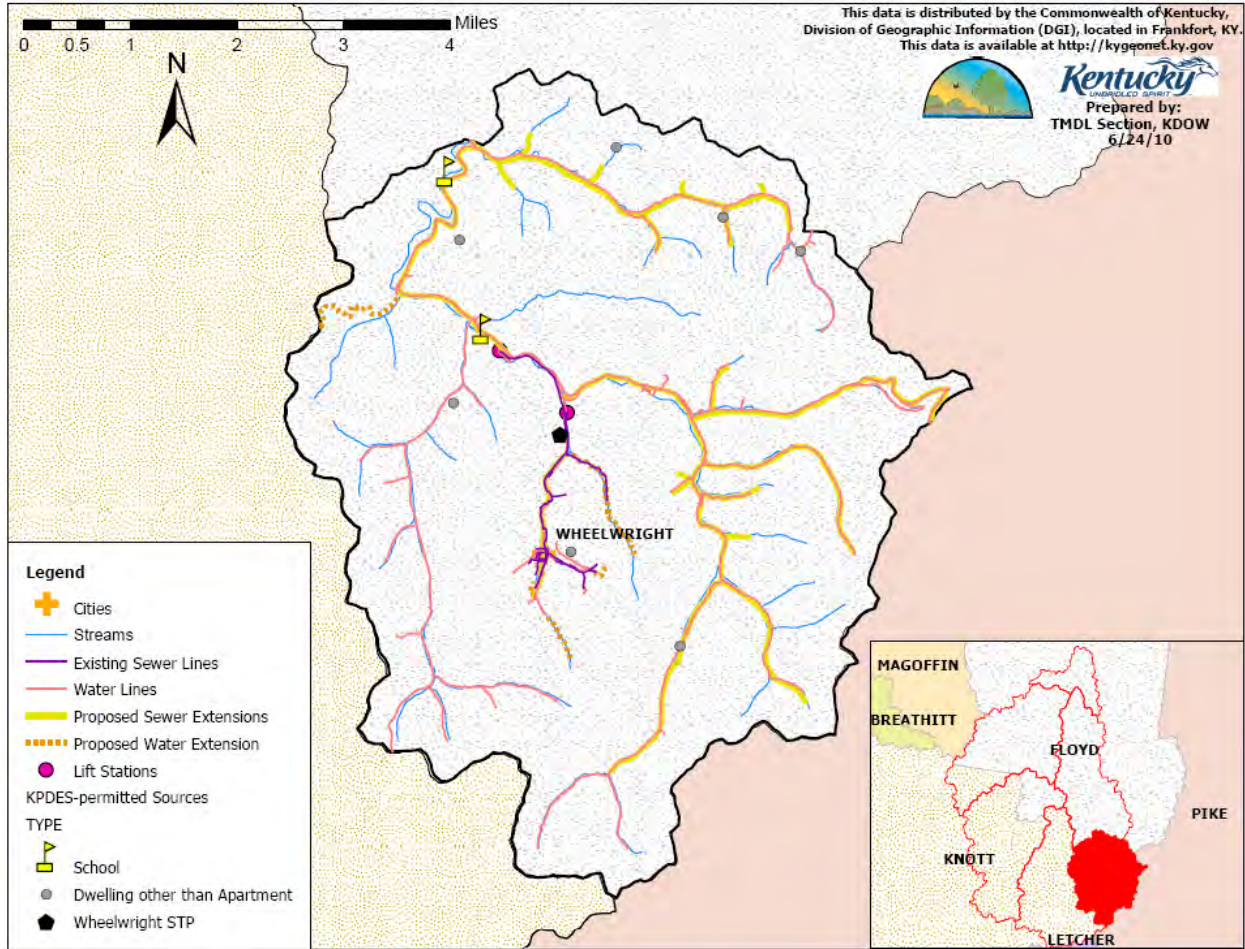 Miles
0 0.5 1 2 3 4
N
This data is distributed by the Commonwealth of Kentucky,
Division of Geographic Information (DGI), located in Frankfort, KY.
This data is available at http://kygeonet.ky.gov
Kentucky
UNBRIDLED SPIRIT
Prepared by:
TMDL Section, KDOW
6/24/10
WHEELWRIGHT
Legend
Cities
Streams
Existing Sewer Lines
Water Lines
Proposed Sewer Extensions
Proposed Water Extension
Lift Stations
KPDES-permitted Sources
TYPE
School
Dwelling other than Apartment
Wheelwright STP
MAGOFFIN
BREATHITT
FLOYD
PIKE
KNOTT
LETCHER